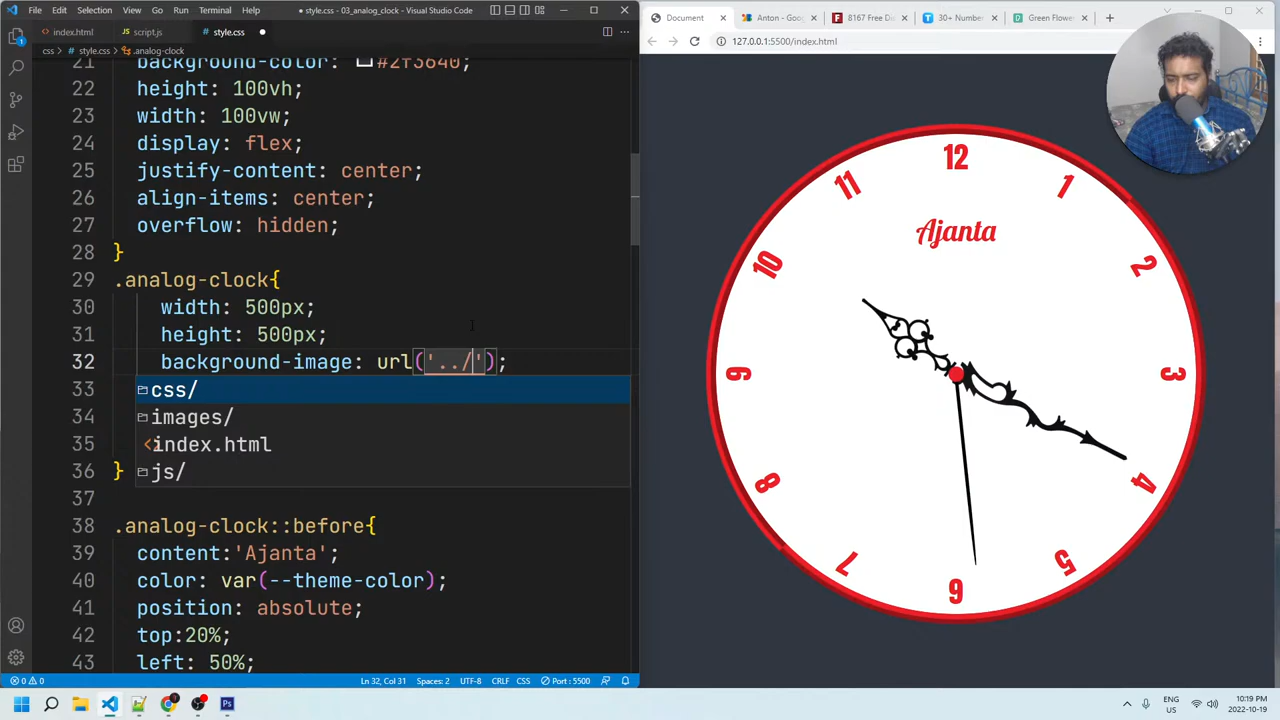 File Edit Selection View Go Run Terminal Help
style.css - 03_analog_clock - Visual Studio Code
index.html
script.js
style.css
css > style.css > .analog-clock
21 background-color: #2f3640;
22 height: 100vh;
23 width: 100vw;
24 display: flex;
25 justify-content: center;
26 align-items: center;
27 overflow: hidden;
28 }
29 .analog-clock{
30 width: 500px;
31 height: 500px;
32 background-image: url('../');
33 css/
34 images/
35 index.html
36 } js/
37
38 .analog-clock::before{
39 content:'Ajanta';
40 color: var(--theme-color);
41 position: absolute;
42 top:20%;
43 left: 50%;
0 0
Ln 32, Col 31
Spaces: 2
UTF-8
CRLF
CSS
Port : 5500
Document
Anton - Goog
8167 Free Di
30+ Number
Green Flower
127.0.0.1:5500/index.html
12
11
1
Ajanta
10
2
9
3
8
4
7
5
6
1
ENG
US
10:19 PM
2022-10-19